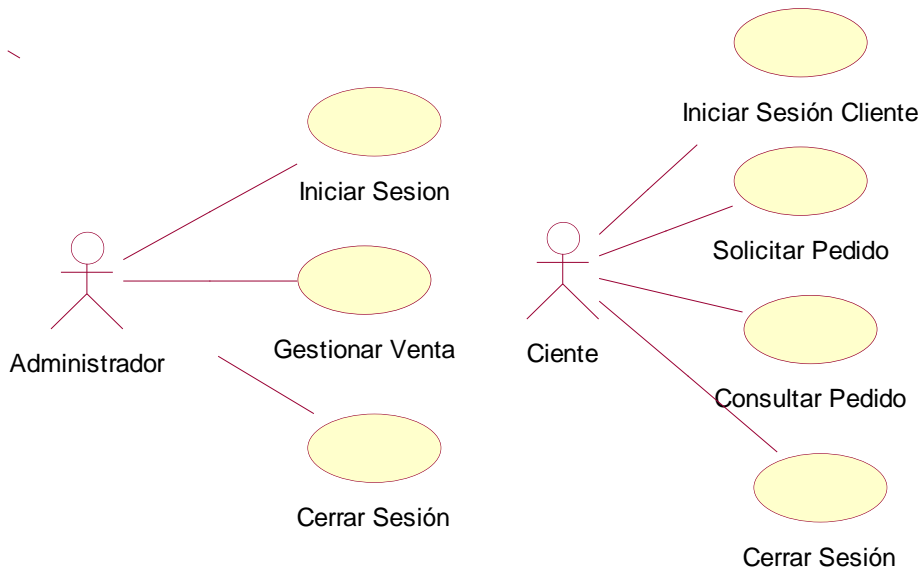 Iniciar Sesion
Gestionar Venta
Administrador
Cerrar Sesión
Iniciar Sesión Cliente
Solicitar Pedido
Ciente
Consultar Pedido
Cerrar Sesión